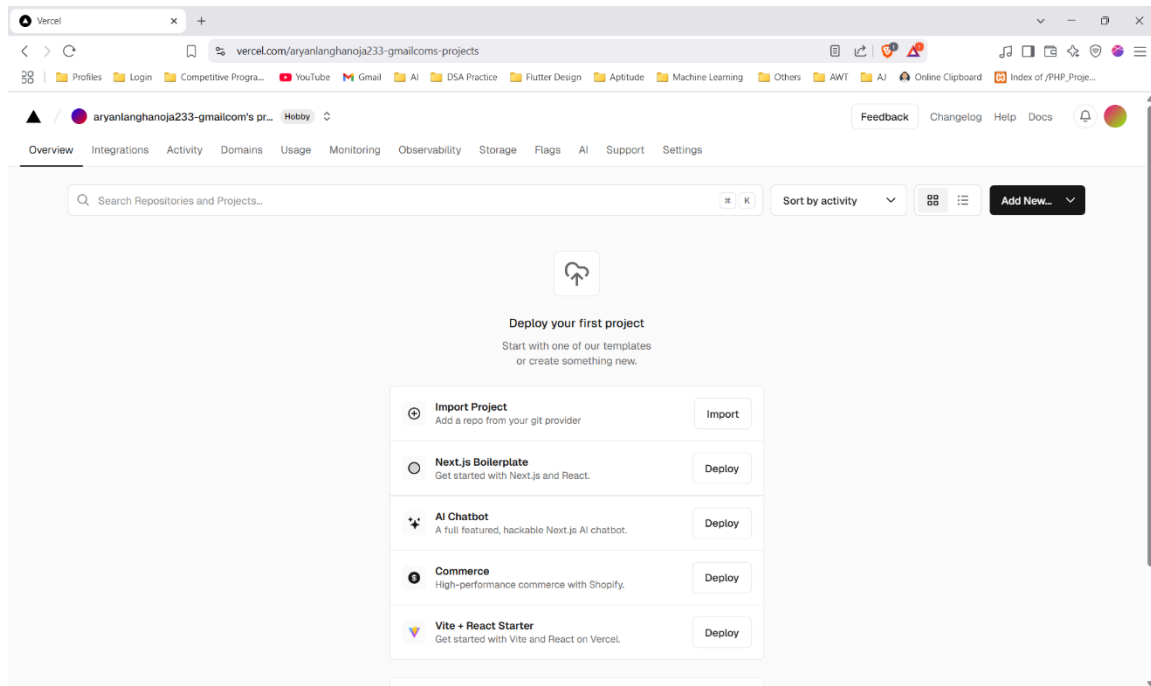 Vercel
vercel.com/aryanlanghanoja233-gmailcoms-projects
Profiles Login Competitive Progra... YouTube Gmail AI DSA Practice Flutter Design Aptitude Machine Learning Others AWT AJ Online Clipboard Index of /PHP_Proje...
aryanlanghanoja233-gmailcom's pr... Hobby Feedback Changelog Help Docs
Overview Integrations Activity Domains Usage Monitoring Observability Storage Flags AI Support Settings
Search Repositories and Projects... ⌘ K Sort by activity Add New...
Deploy your first project
Start with one of our templates
or create something new.
Import Project
Add a repo from your git provider
Import
Next.js Boilerplate
Get started with Next.js and React.
Deploy
AI Chatbot
A full featured, hackable Next.js AI chatbot.
Deploy
Commerce
High-performance commerce with Shopify.
Deploy
Vite + React Starter
Get started with Vite and React on Vercel.
Deploy